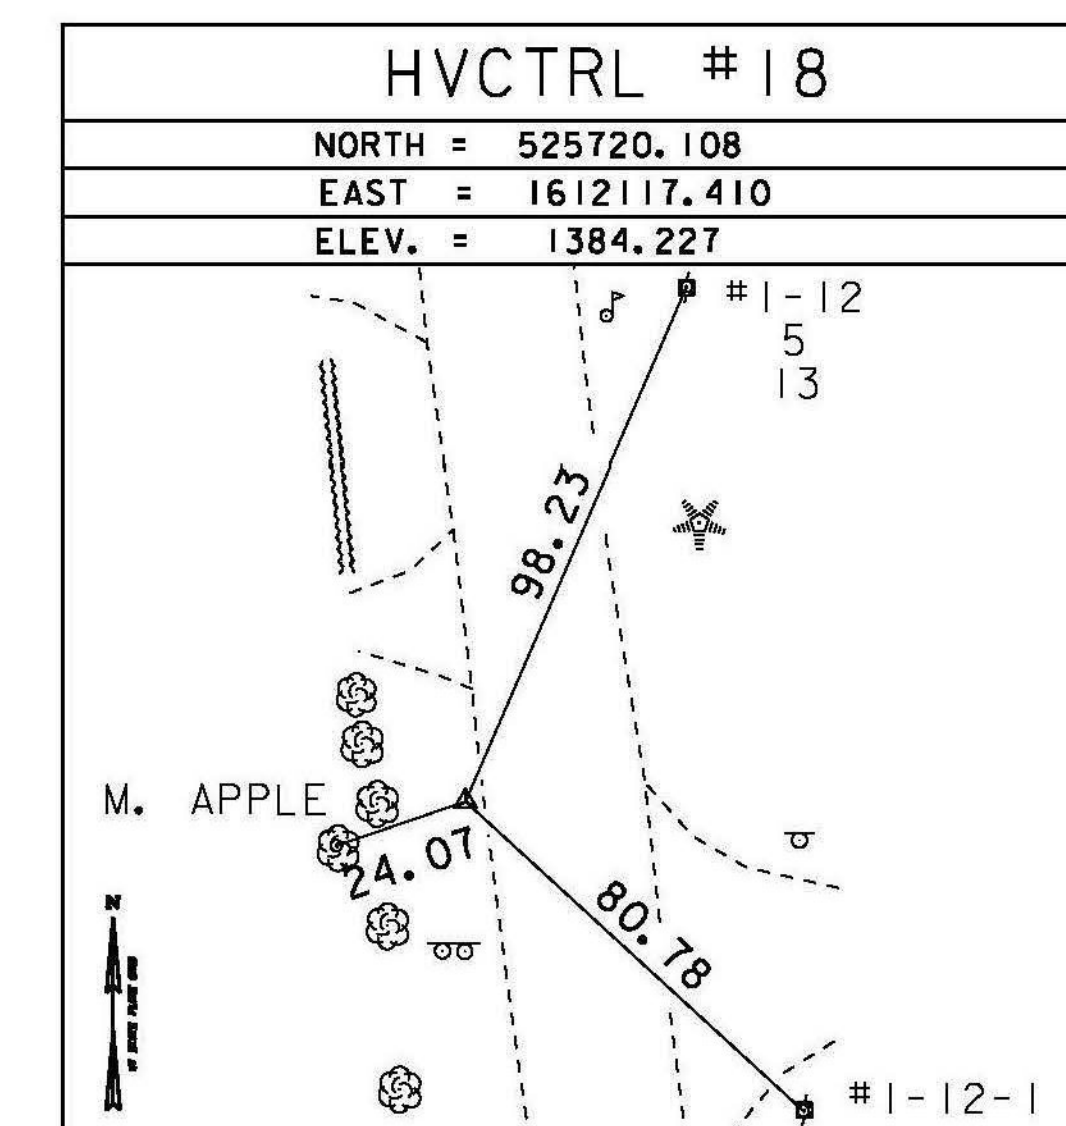 HVCTRL #18
NORTH = 525720.108
EAST = 1612117.410
ELEV. = 1384.227
#1-12
5
13
98.23
M. APPLE
24.07
80.78
N
#1-12-1